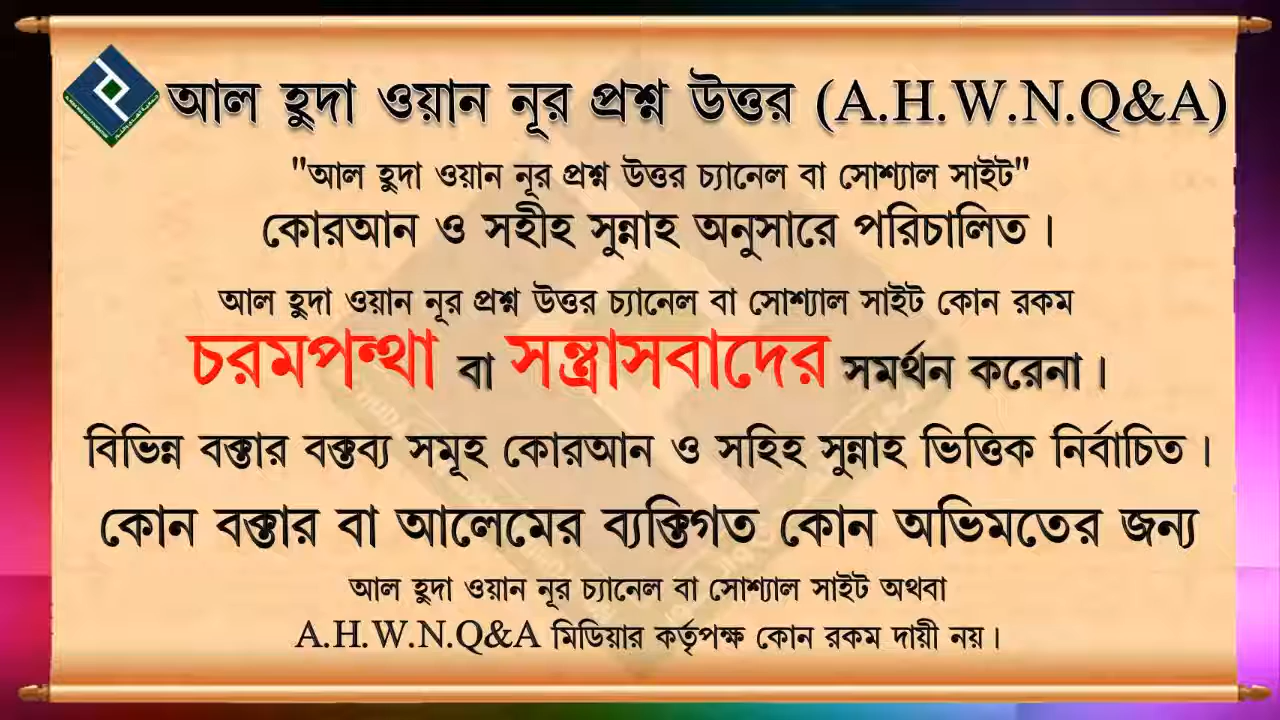 আল হুদা ওয়ান নূর প্রশ্ন উত্তর (A.H.W.N.Q&A)
"আল হুদা ওয়ান নূর প্রশ্ন উত্তর চ্যানেল বা সোশ্যাল সাইট"
কোরআন ও সহীহ সুন্নাহ অনুসারে পরিচালিত।
আল হুদা ওয়ান নূর প্রশ্ন উত্তর চ্যানেল বা সোশ্যাল সাইট কোন রকম
চরমপন্থা বা সন্ত্রাসবাদের সমর্থন করেনা।
বিভিন্ন বক্তার বক্তব্য সমূহ কোরআন ও সহিহ সুন্নাহ ভিত্তিক নির্বাচিত।
কোন বক্তার বা আলেমের ব্যক্তিগত কোন অভিমতের জন্য
আল হুদা ওয়ান নূর চ্যানেল বা সোশ্যাল সাইট অথবা
A.H.W.N.Q&A মিডিয়ার কর্তৃপক্ষ কোন রকম দায়ী নয়।